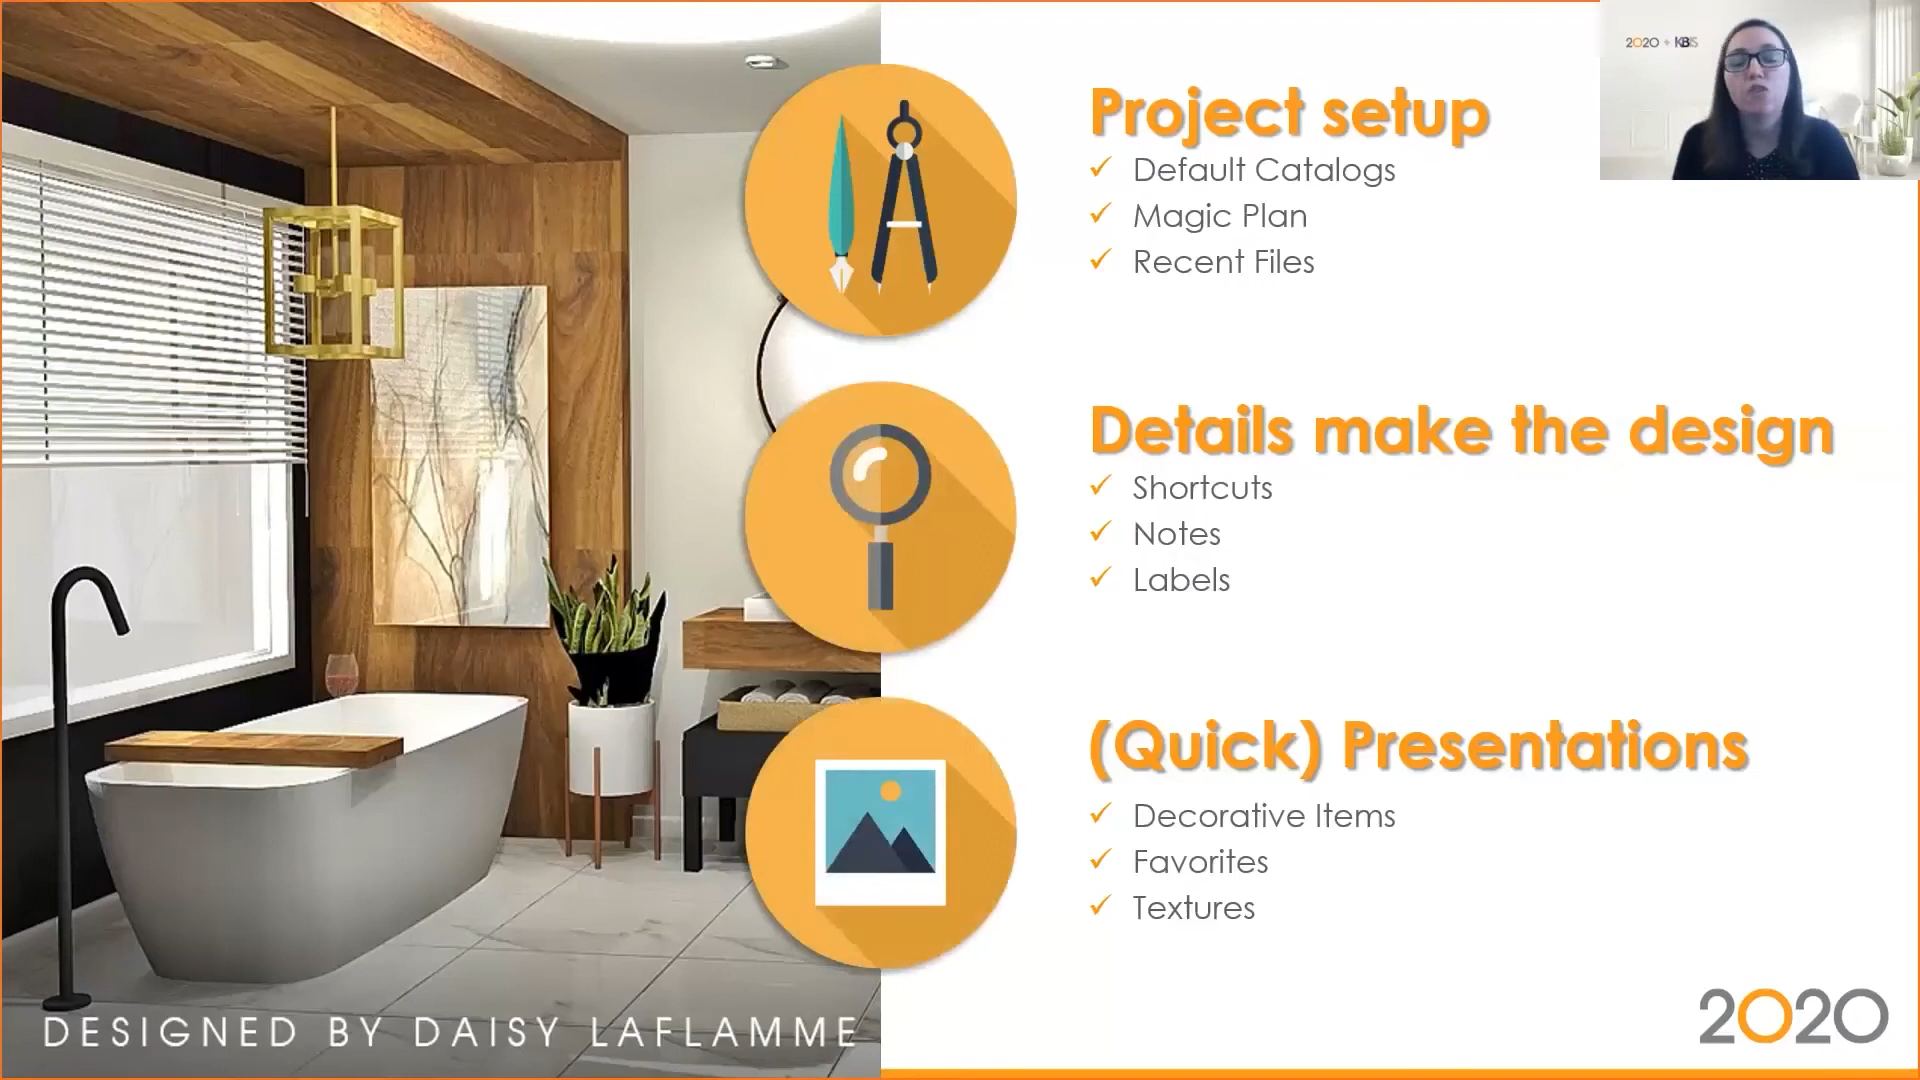 2020 + KBIS
Project setup
✓ Default Catalogs
✓ Magic Plan
✓ Recent Files
Details make the design
✓ Shortcuts
✓ Notes
✓ Labels
(Quick) Presentations
✓ Decorative Items
✓ Favorites
✓ Textures
DESIGNED BY DAISY LAFLAMME
2020